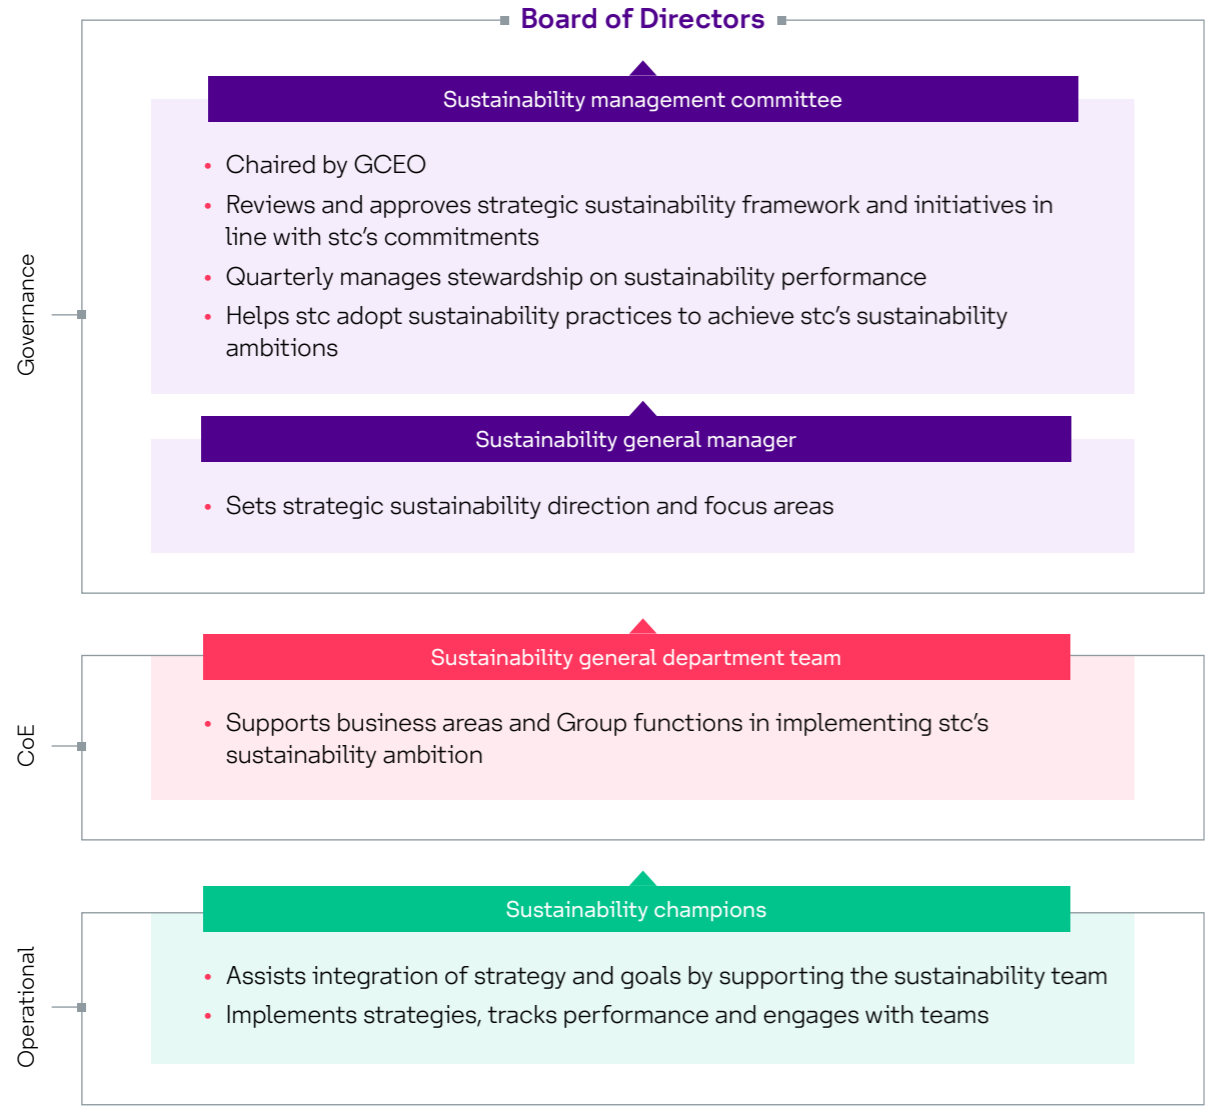 Board of Directors
Governance
Sustainability management committee
• Chaired by GCEO
• Reviews and approves strategic sustainability framework and initiatives in
line with stc's commitments
• Quarterly manages stewardship on sustainability performance
• Helps stc adopt sustainability practices to achieve stc's sustainability
ambitions
Sustainability general manager
• Sets strategic sustainability direction and focus areas
CoE
Sustainability general department team
• Supports business areas and Group functions in implementing stc's
sustainability ambition
Operational
Sustainability champions
• Assists integration of strategy and goals by supporting the sustainability team
• Implements strategies, tracks performance and engages with teams